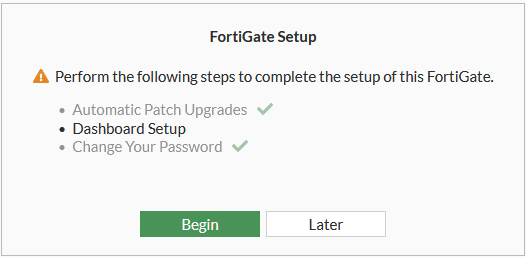 FortiGate Setup
Perform the following steps to complete the setup of this FortiGate.
• Automatic Patch Upgrades
• Dashboard Setup
• Change Your Password
Begin
Later